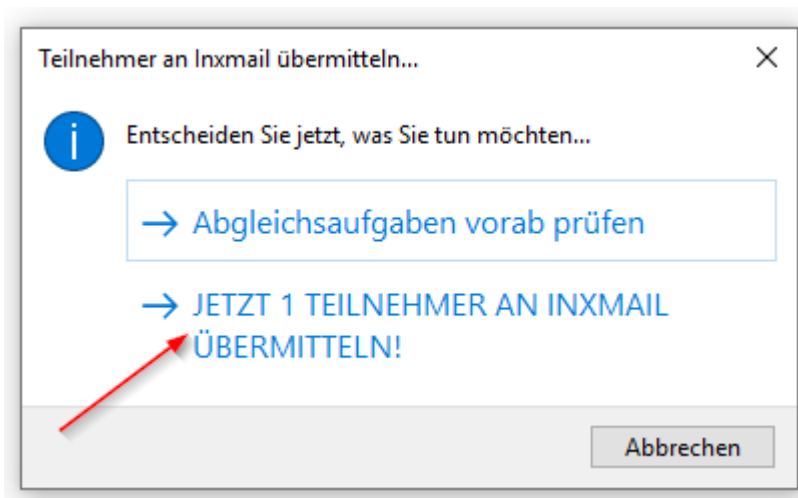 Teilnehmer an Inxmail übermitteln...
Entscheiden Sie jetzt, was Sie tun möchten...
Abgleichsaufgaben vorab prüfen
JETZT 1 TEILNEHMER AN INXMAIL
ÜBERMITTELN!
Abbrechen